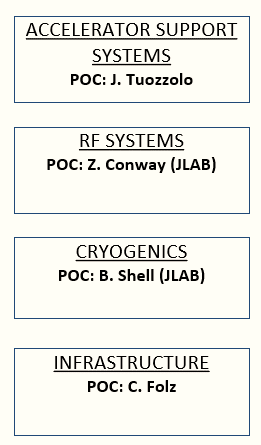 ACCELERATOR SUPPORT
SYSTEMS
POC: J. Tuozzolo
RF SYSTEMS
POC: Z. Conway (JLAB)
CRYOGENICS
POC: B. Shell (JLAB)
INFRASTRUCTURE
POC: C. Folz